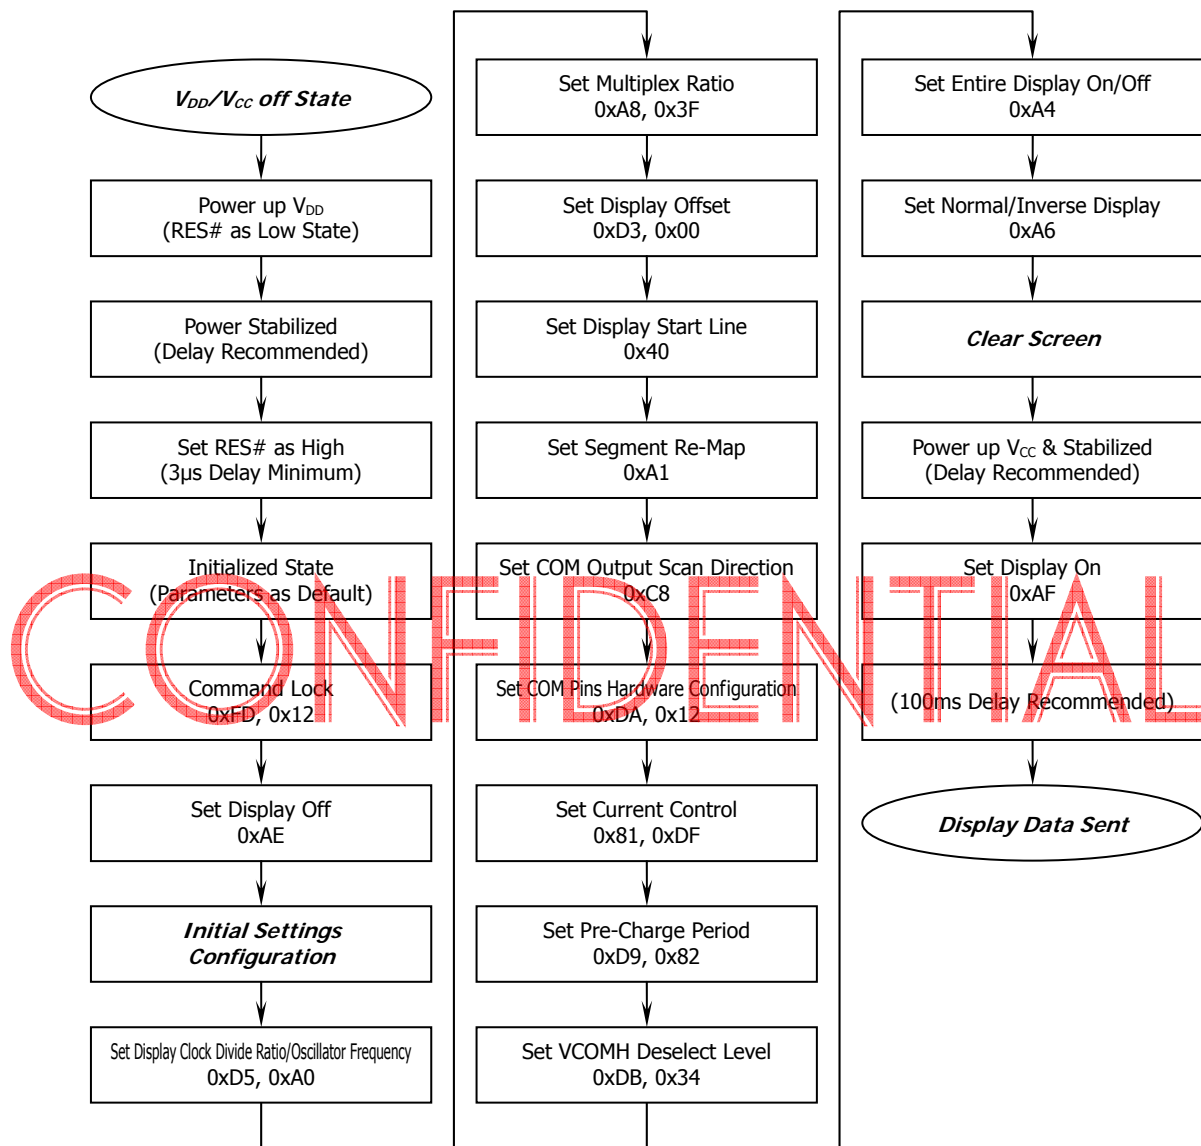 VDD/VCC off State
Power up VDD
(RES# as Low State)
Power Stabilized
(Delay Recommended)
Set RES# as High
(3μs Delay Minimum)
Initialized State
(Parameters as Default)
Command Lock
0xFD, 0x12
Set Display Off
0xAE
Initial Settings
Configuration
Set Display Clock Divide Ratio/Oscillator Frequency
0xD5, 0xA0
Set Multiplex Ratio
0xA8, 0x3F
Set Display Offset
0xD3, 0x00
Set Display Start Line
0x40
Set Segment Re-Map
0xA1
Set COM Output Scan Direction
0xC8
Set COM Pins Hardware Configuration
0xDA, 0x12
Set Current Control
0x81, 0xDF
Set Pre-Charge Period
0xD9, 0x82
Set VCOMH Deselect Level
0xDB, 0x34
Set Entire Display On/Off
0xA4
Set Normal/Inverse Display
0xA6
Clear Screen
Power up VCC & Stabilized
(Delay Recommended)
Set Display On
0xAF
(100ms Delay Recommended)
Display Data Sent
CONFIDENTIAL